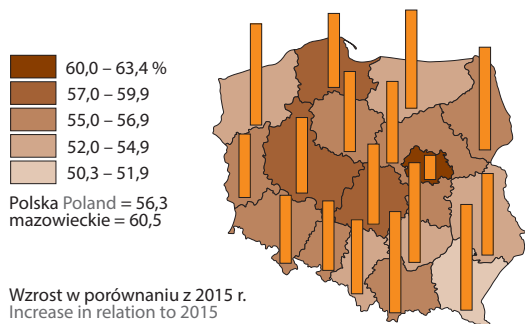 60,0 – 63,4 %
57,0 – 59,9
55,0 – 56,9
52,0 – 54,9
50,3 – 51,9
Polska Poland = 56,3
mazowieckie = 60,5
Wzrost w porównaniu z 2015 r.
Increase in relation to 2015